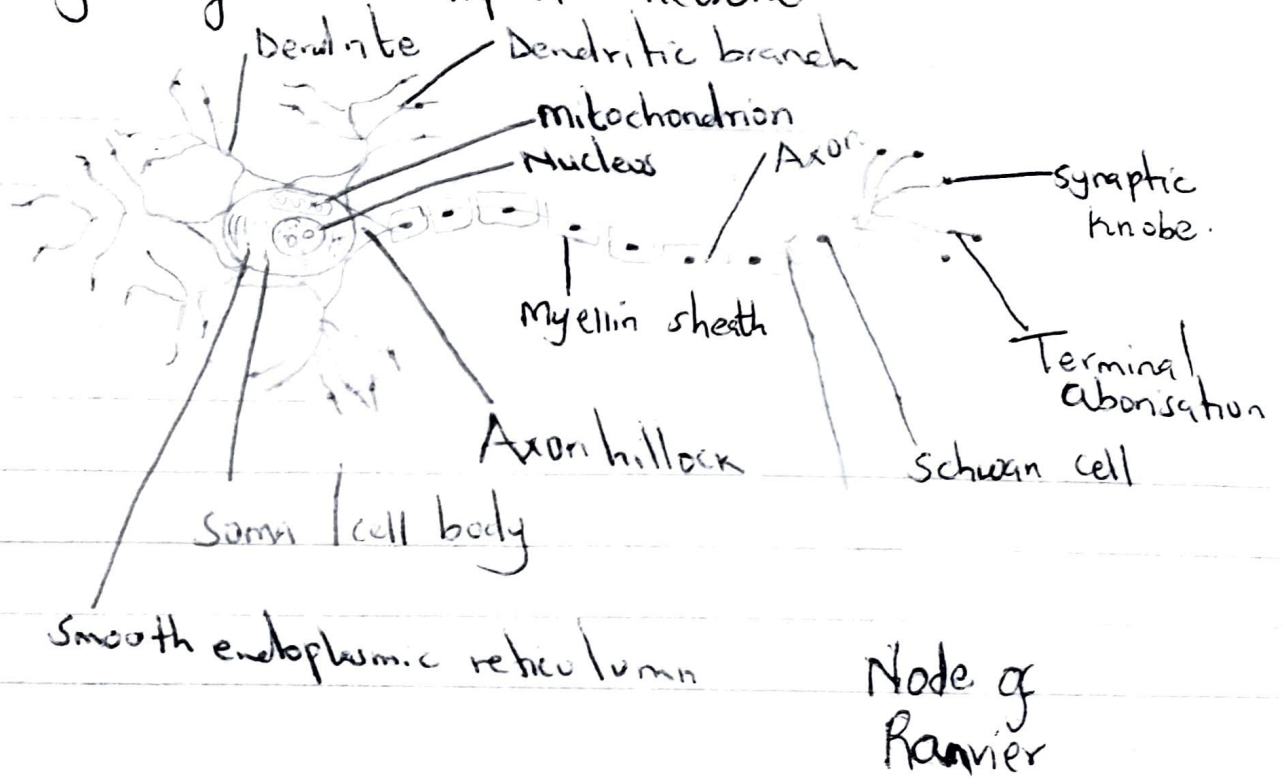 Dendrite
Dendritic branch
Mitochondrion
Nucleus
Axon
Synaptic
knobe.
Myellin sheath
Terminal
aborisation
Axon hillock
Schwan cell
Soma / cell body
Smooth endoplasmic reticulumn
Node of
Ranvier